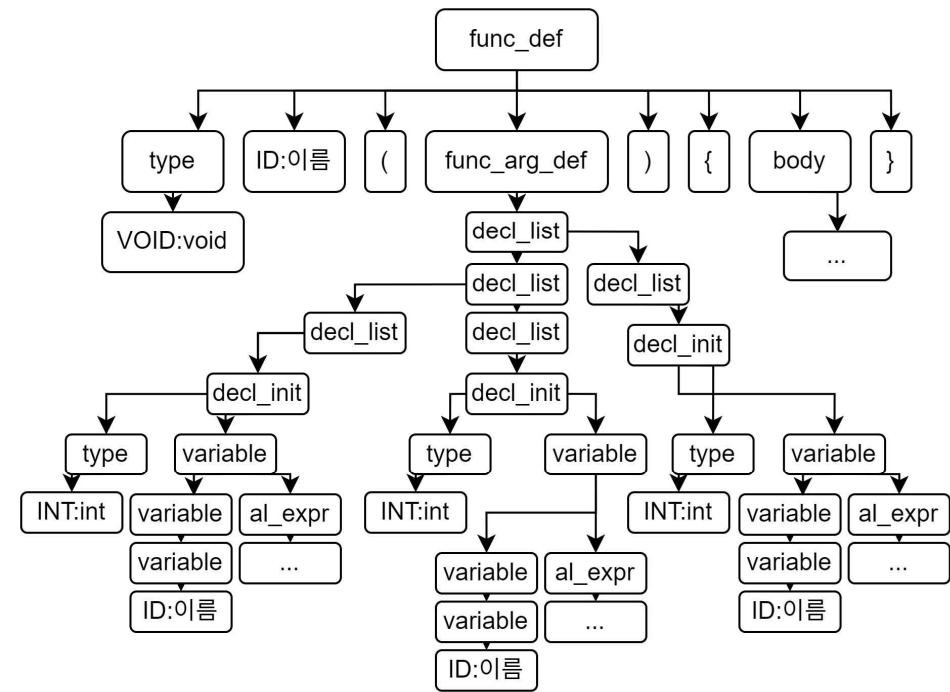 func_def
type
ID:이름
(
func_arg_def
)
{
body
}
VOID:void
decl_list
...
decl_list
decl_list
decl_list
decl_list
decl_init
decl_init
decl_init
type
variable
type
variable
type
variable
INT:int
variable
al_expr
INT:int
INT:int
variable
al_expr
variable
...
variable
al_expr
variable
...
ID:이름
variable
...
ID:이름
ID:이름